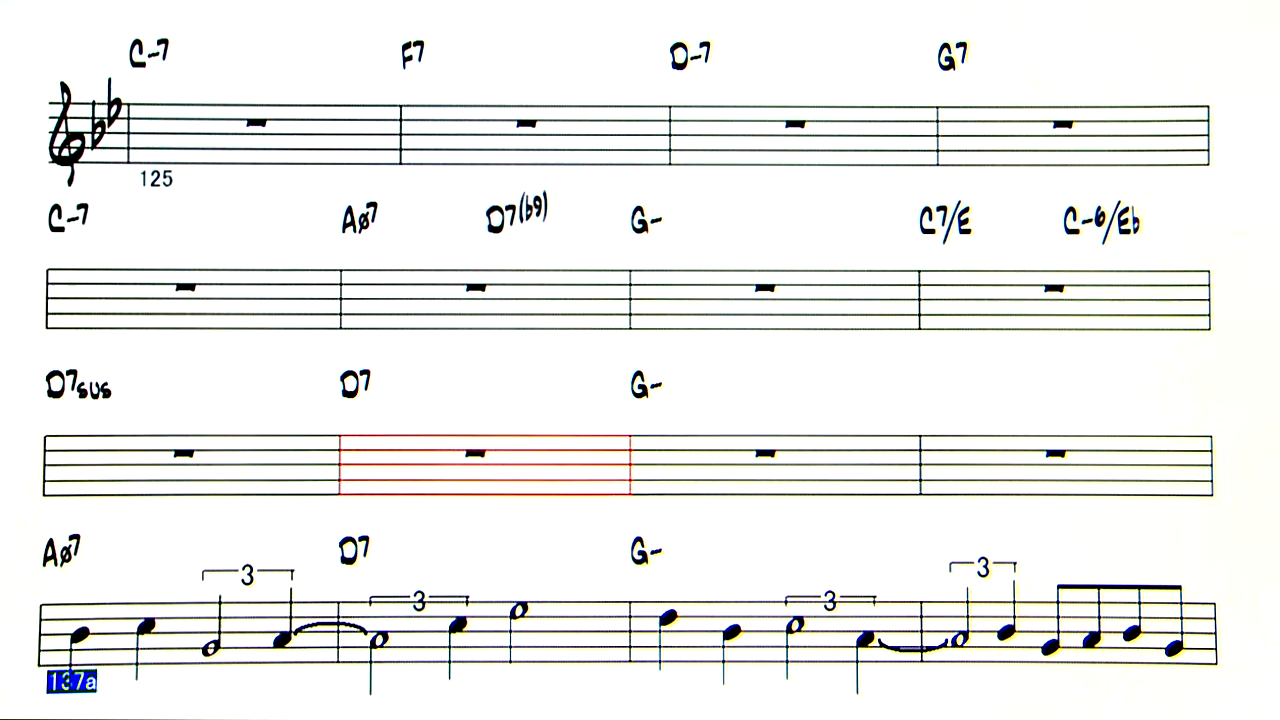 C-7 F7 D-7 G7
125
C-7 Aø7 D7(b9) G- C7/E C-6/Eb
D7sus D7 G-
Aø7 D7 G-
3 3 3 3
137a